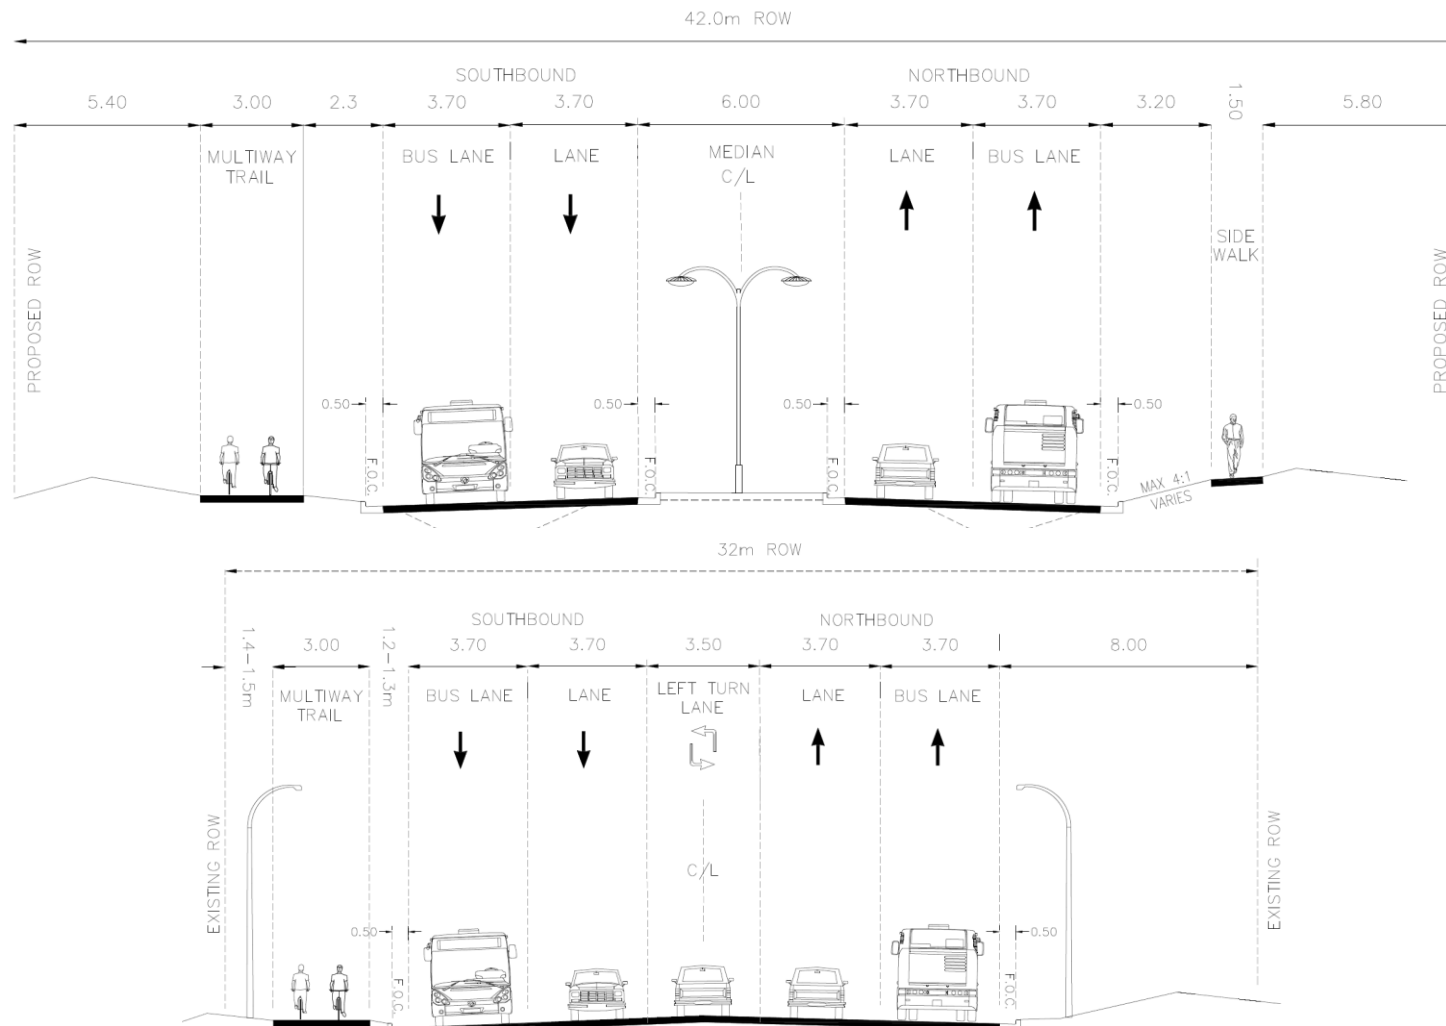 42.0m ROW
SOUTHBOUND
NORTHBOUND
5.40
3.00
2.3
3.70
3.70
6.00
3.70
3.70
3.20
1.50
5.80
MULTIWAY
TRAIL
BUS LANE
LANE
MEDIAN
C/L
LANE
BUS LANE
SIDE
WALK
PROPOSED ROW
PROPOSED ROW
0.50
0.50
0.50
0.50
F.O.C.
F.O.C.
F.O.C.
F.O.C.
MAX 4:1
VARIES
32m ROW
SOUTHBOUND
NORTHBOUND
1.4-1.5m
3.00
1.2-1.3m
3.70
3.70
3.50
3.70
3.70
8.00
MULTIWAY
TRAIL
BUS LANE
LANE
LEFT TURN
LANE
LANE
BUS LANE
C/L
EXISTING ROW
EXISTING ROW
0.50
0.50
F.O.C.
F.O.C.